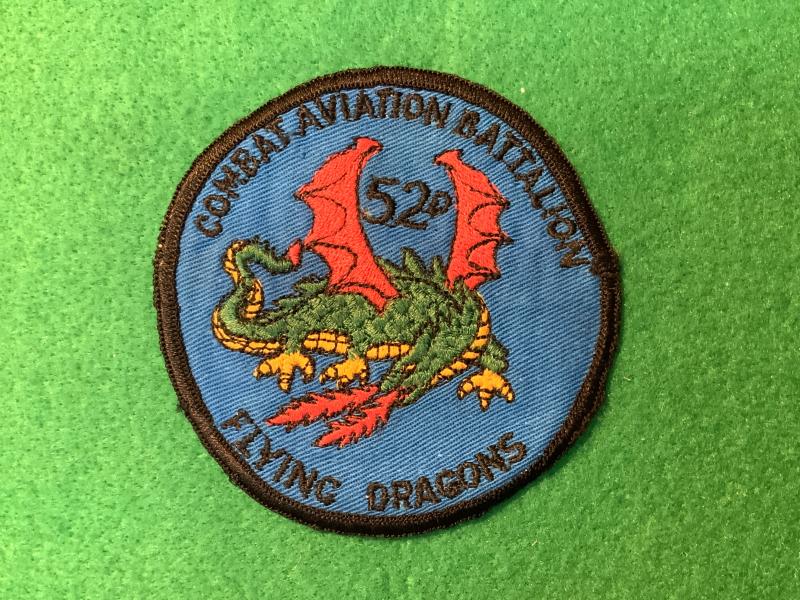 COMBAT AVIATION BATTALION
52D
FLYING DRAGONS